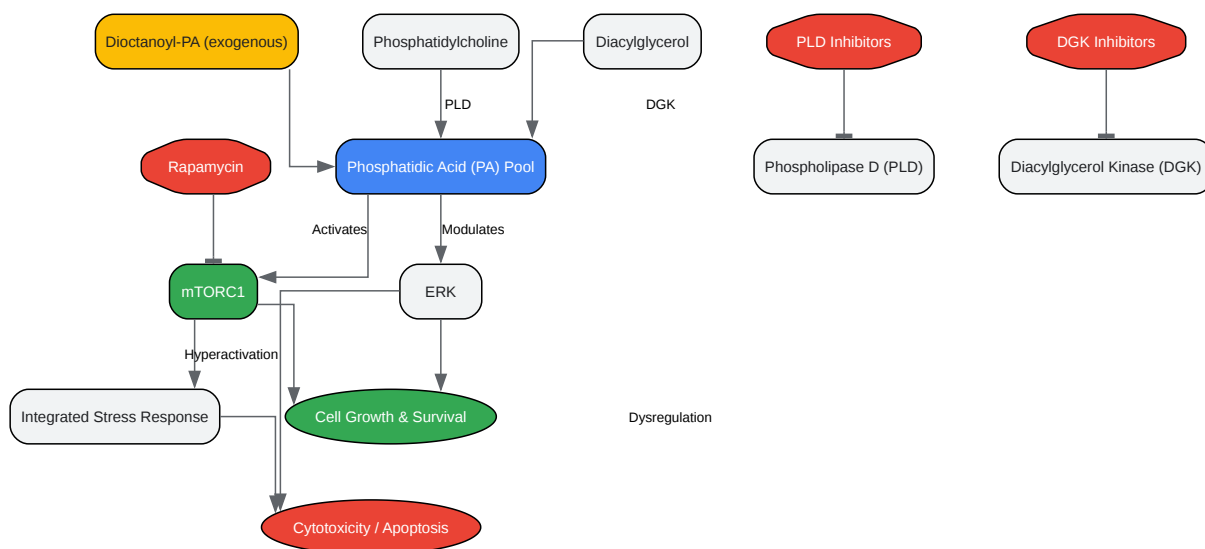 Dioctanoyl-PA (exogenous)
Phosphatidylcholine
Diacylglycerol
PLD Inhibitors
DGK Inhibitors
PLD
DGK
Rapamycin
Phosphatidic Acid (PA) Pool
Phospholipase D (PLD)
Diacylglycerol Kinase (DGK)
Activates
Modulates
mTORC1
ERK
Hyperactivation
Integrated Stress Response
Cell Growth & Survival
Dysregulation
Cytotoxicity / Apoptosis